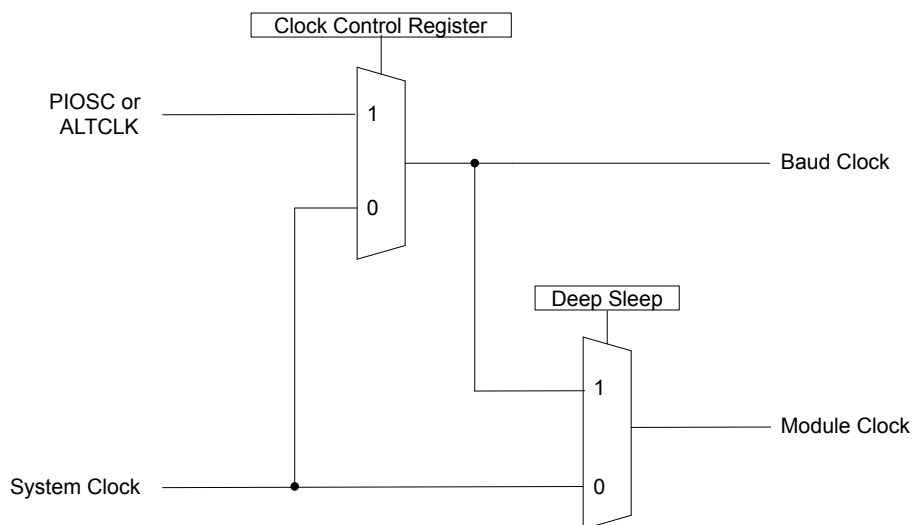 Clock Control Register
PIOSC or
ALTCLK
1
Baud Clock
0
Deep Sleep
1
Module Clock
System Clock
0